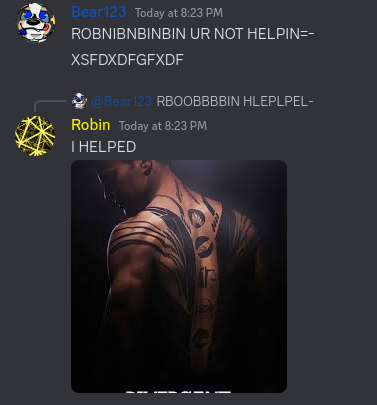 Bear123 Today at 8:23 PM
ROBNIBNBINBIN UR NOT HELPIN=-
XSFDXDFGFXDF
@Bear123 RBOOBBBBIN HLEPLPEL-
Robin Today at 8:23 PM
I HELPED
DIVERGENT